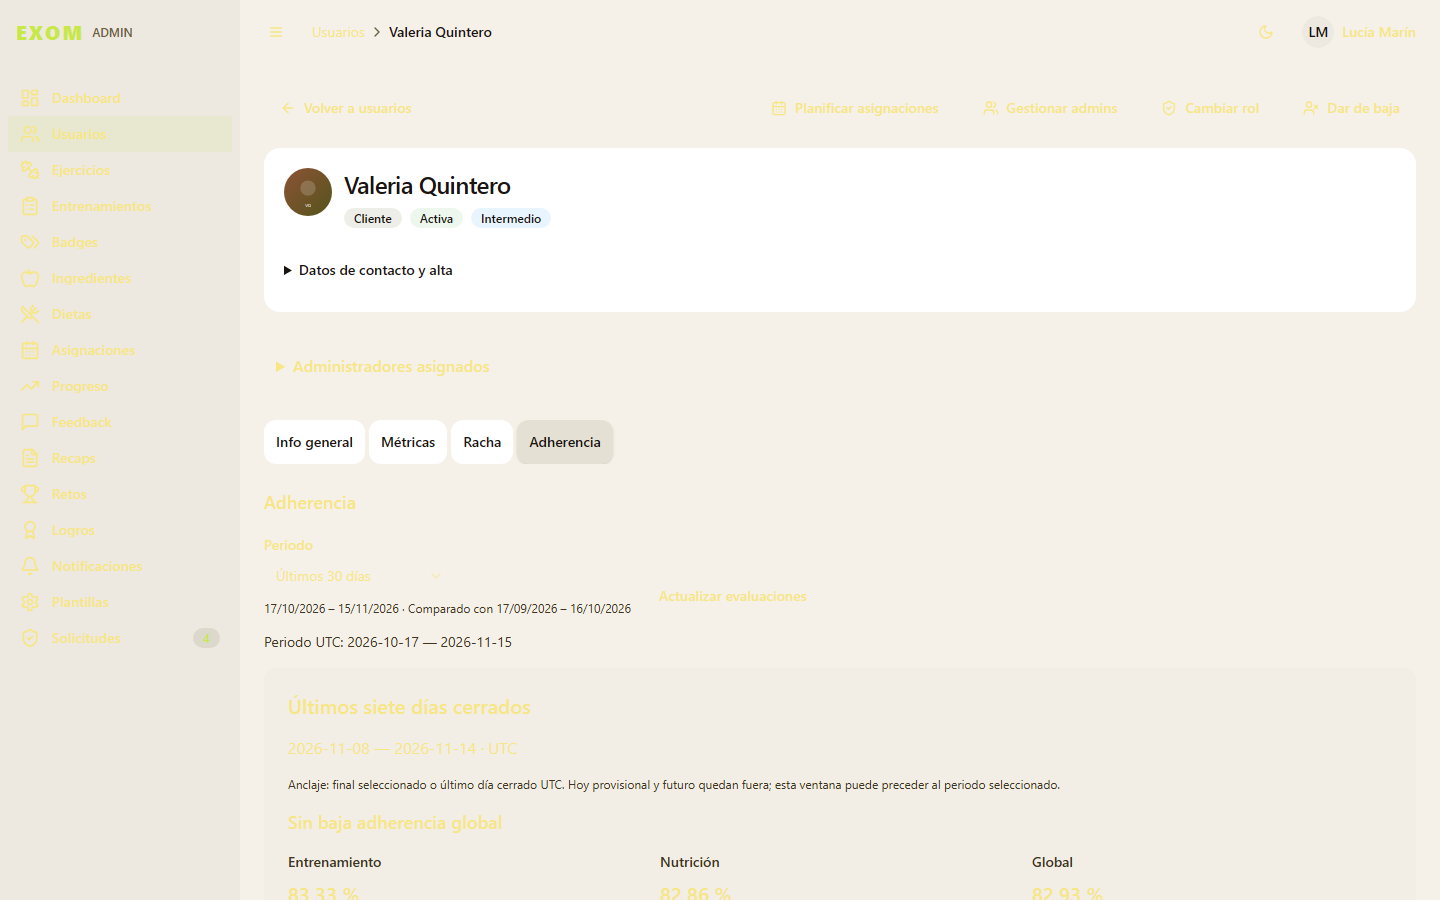 EXOM ADMIN
Usuarios > Valeria Quintero
LM Lucía Marín
Dashboard
Usuarios
Ejercicios
Entrenamientos
Badges
Ingredientes
Dietas
Asignaciones
Progreso
Feedback
Recaps
Retos
Logros
Notificaciones
Plantillas
Solicitudes 4
Volver a usuarios
Planificar asignaciones
Gestionar admins
Cambiar rol
Dar de baja
Valeria Quintero
Cliente Activa Intermedio
Datos de contacto y alta
Administradores asignados
Info general Métricas Racha Adherencia
Adherencia
Periodo
Últimos 30 días
Actualizar evaluaciones
17/10/2026 – 15/11/2026 · Comparado con 17/09/2026 – 16/10/2026
Periodo UTC: 2026-10-17 — 2026-11-15
Últimos siete días cerrados
2026-11-08 — 2026-11-14 · UTC
Anclaje: final seleccionado o último día cerrado UTC. Hoy provisional y futuro quedan fuera; esta ventana puede preceder al periodo seleccionado.
Sin baja adherencia global
Entrenamiento Nutrición Global
83,33 % 82,86 % 82,93 %